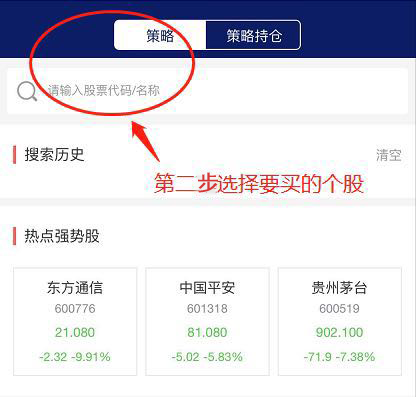 策略 策略持仓
请输入股票代码/名称
搜索历史 清空
第二步选择要买的个股
热点强势股
东方通信 中国平安 贵州茅台
600776 601318 600519
21.080 81.080 902.100
-2.32 -9.91% -5.02 -5.83% -71.9 -7.38%